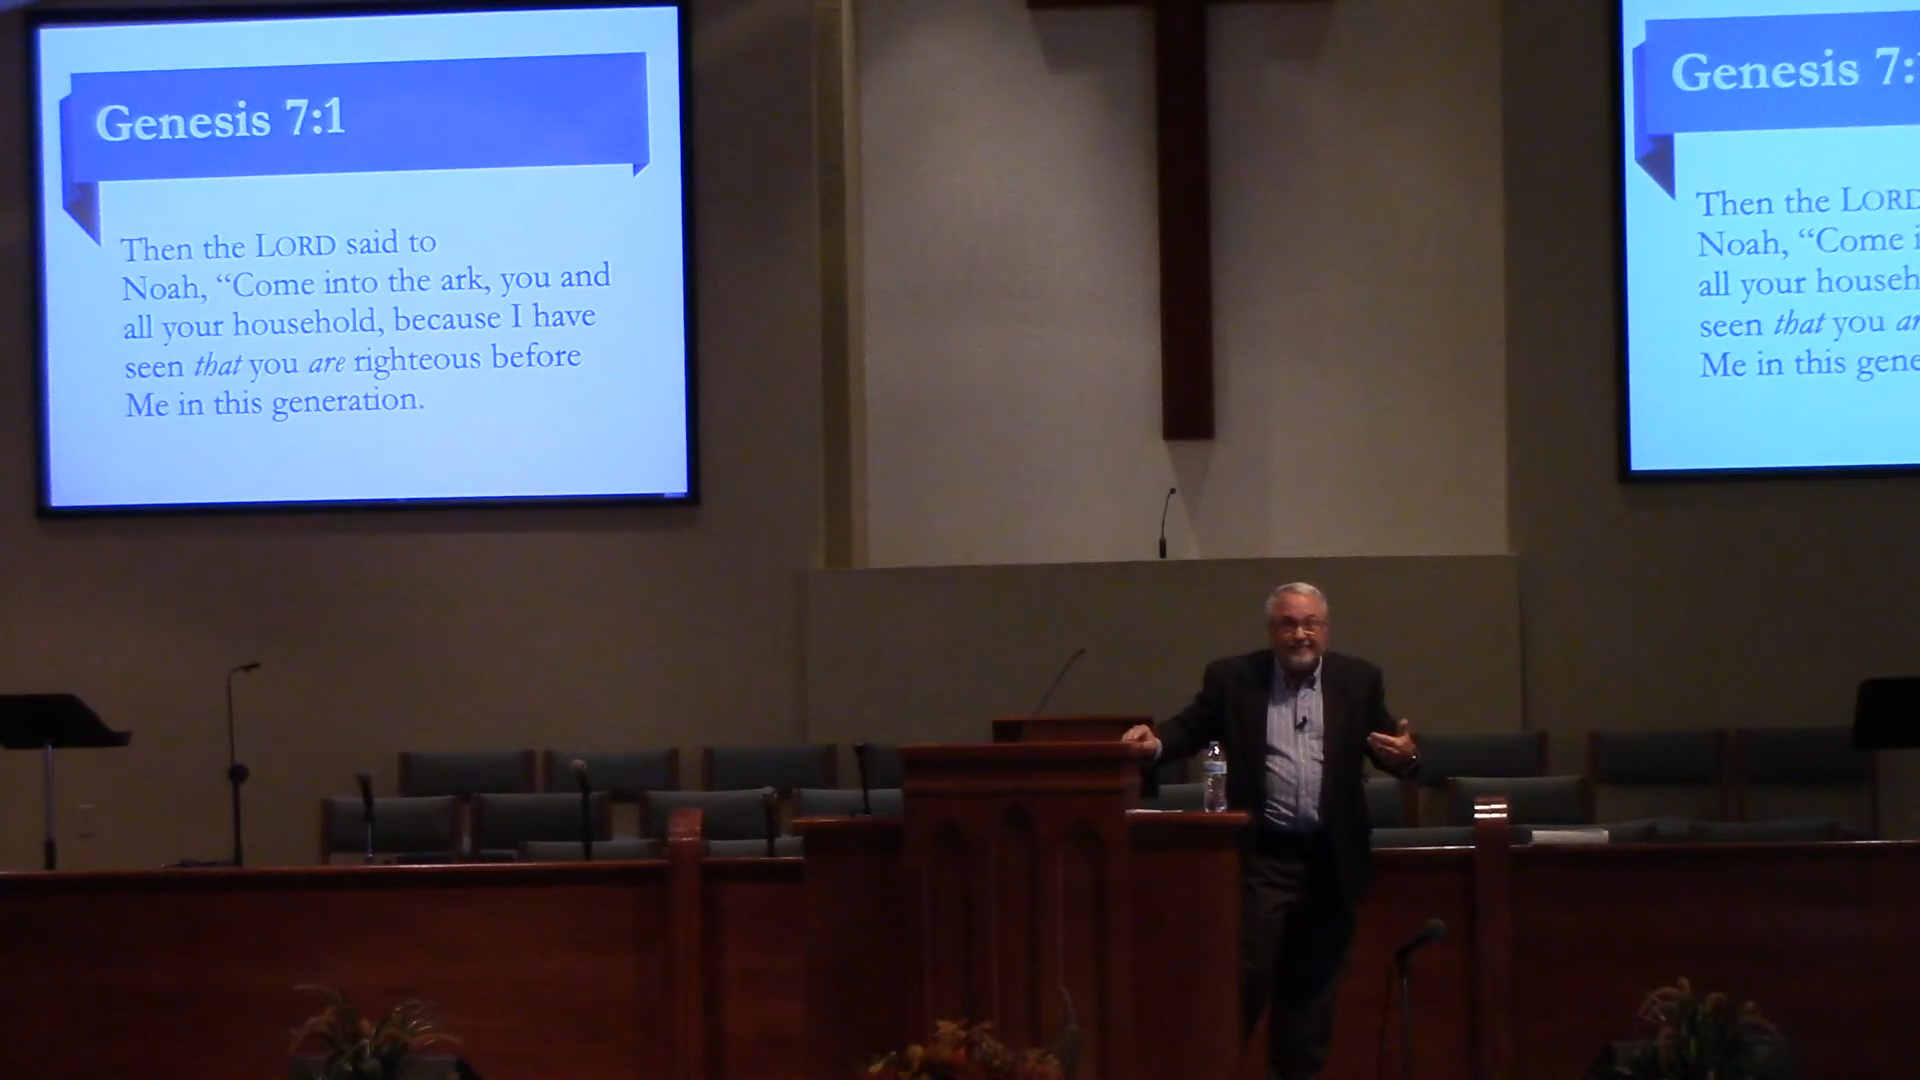 Genesis 7:1
Then the LORD said to
Noah, “Come into the ark, you and
all your household, because I have
seen that you are righteous before
Me in this generation.
Genesis 7:
Then the LORD
Noah, “Come i
all your househ
seen that you ar
Me in this gene